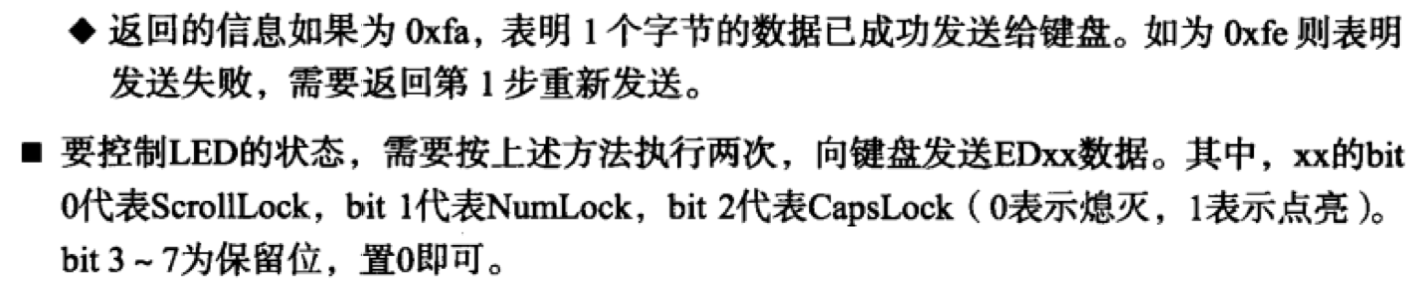 ◆ 返回的信息如果为 0xfa，表明 1 个字节的数据已成功发送给键盘。如为 0xfe 则表明
发送失败，需要返回第 1 步重新发送。
■ 要控制LED的状态，需要按上述方法执行两次，向键盘发送EDxx数据。其中，xx的bit
0代表ScrollLock，bit 1代表NumLock，bit 2代表CapsLock（0表示熄灭，1表示点亮）。
bit 3 ~ 7为保留位，置0即可。